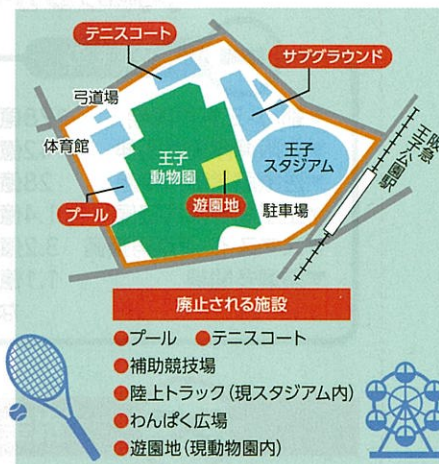 テニスコート
サブグラウンド
弓道場
体育館
王子
動物園
王子
スタジアム
阪急
王子公園駅
プール
遊園地
駐車場
廃止される施設
●プール ●テニスコート
●補助競技場
●陸上トラック（現スタジアム内）
●わんぱく広場
●遊園地（現動物園内）